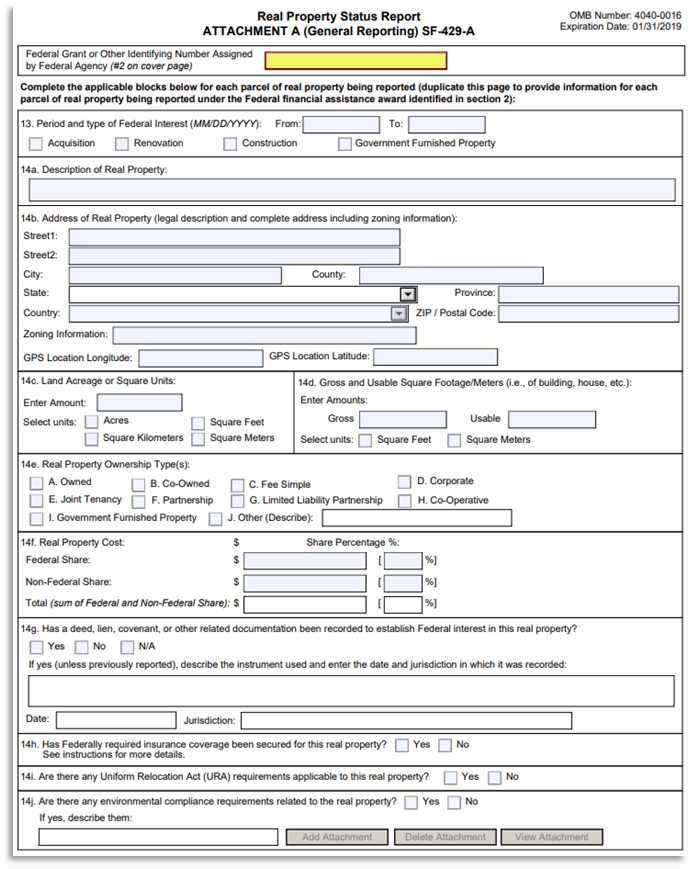 Real Property Status Report
ATTACHMENT A (General Reporting) SF-429-A
OMB Number: 4040-0016
Expiration Date: 01/31/2019
Federal Grant or Other Identifying Number Assigned
by Federal Agency (#2 on cover page)
Complete the applicable blocks below for each parcel of real property being reported (duplicate this page to provide information for each
parcel of real property being reported under the Federal financial assistance award identified in section 2):
13. Period and type of Federal Interest (MM/DD/YYYY): From: To:
Acquisition Renovation Construction Government Furnished Property
14a. Description of Real Property:
14b. Address of Real Property (legal description and complete address including zoning information):
Street1:
Street2:
City: County:
State: Province:
Country: ZIP / Postal Code:
Zoning Information:
GPS Location Longitude: GPS Location Latitude:
14c. Land Acreage or Square Units:
Enter Amount:
Select units: Acres Square Feet
Square Kilometers Square Meters
14d. Gross and Usable Square Footage/Meters (i.e., of building, house, etc.):
Enter Amounts:
Gross Usable
Select units: Square Feet Square Meters
14e. Real Property Ownership Type(s):
A. Owned B. Co-Owned C. Fee Simple D. Corporate
E. Joint Tenancy F. Partnership G. Limited Liability Partnership H. Co-Operative
I. Government Furnished Property J. Other (Describe):
14f. Real Property Cost: $ Share Percentage %:
Federal Share: $ [ %]
Non-Federal Share: $ [ %]
Total (sum of Federal and Non-Federal Share): $ [ %]
14g. Has a deed, lien, covenant, or other related documentation been recorded to establish Federal interest in this real property?
Yes No N/A
If yes (unless previously reported), describe the instrument used and enter the date and jurisdiction in which it was recorded:
Date: Jurisdiction:
14h. Has Federally required insurance coverage been secured for this real property? Yes No
See instructions for more details.
14i. Are there any Uniform Relocation Act (URA) requirements applicable to this real property? Yes No
14j. Are there any environmental compliance requirements related to the real property? Yes No
If yes, describe them:
Add Attachment Delete Attachment View Attachment